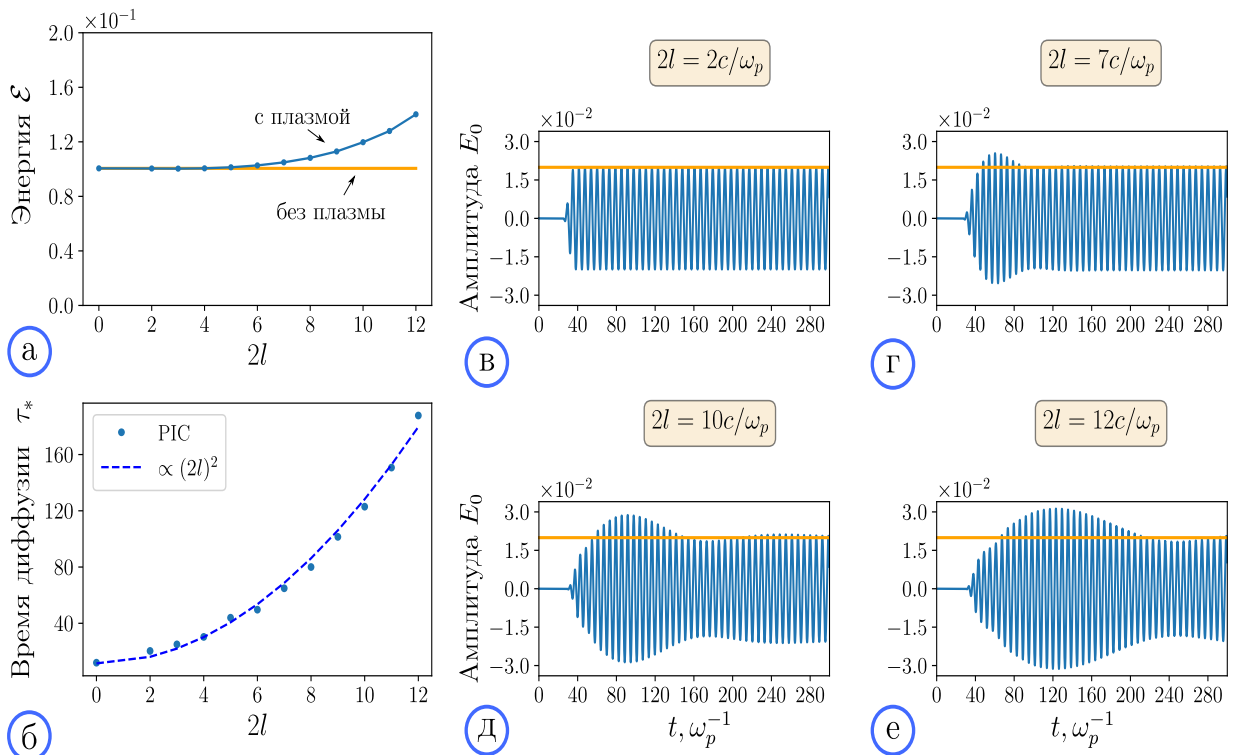 ×10⁻¹
Энергия ℰ
2.0
1.6
1.2
0.8
0.4
0.0
с плазмой
без плазмы
0 2 4 6 8 10 12
2l
а
2l = 2c/ωₚ
×10⁻²
Амплитуда E₀
3.0
1.5
0.0
−1.5
−3.0
0 40 80 120 160 200 240 280
в
2l = 7c/ωₚ
×10⁻²
3.0
1.5
0.0
−1.5
−3.0
0 40 80 120 160 200 240 280
г
Время диффузии τ*
160
120
80
40
PIC
∝ (2l)²
0 2 4 6 8 10 12
2l
б
2l = 10c/ωₚ
×10⁻²
Амплитуда E₀
3.0
1.5
0.0
−1.5
−3.0
0 40 80 120 160 200 240 280
t, ωₚ⁻¹
д
2l = 12c/ωₚ
×10⁻²
3.0
1.5
0.0
−1.5
−3.0
0 40 80 120 160 200 240 280
t, ωₚ⁻¹
е